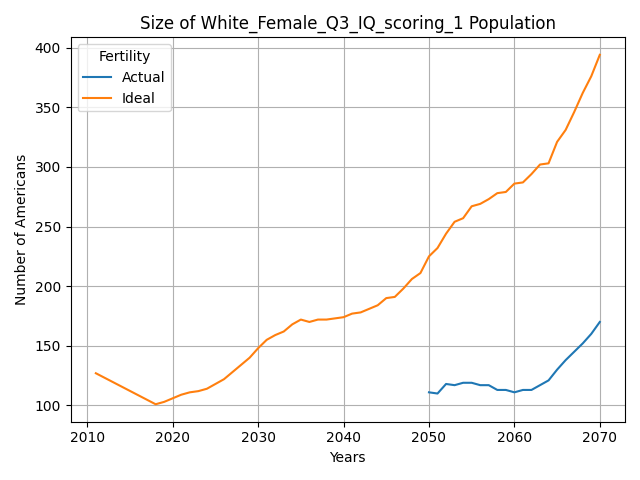 Size of White_Female_Q3_IQ_scoring_1 Population
Fertility
Actual
Ideal
Number of Americans
400
350
300
250
200
150
100
2010 2020 2030 2040 2050 2060 2070
Years